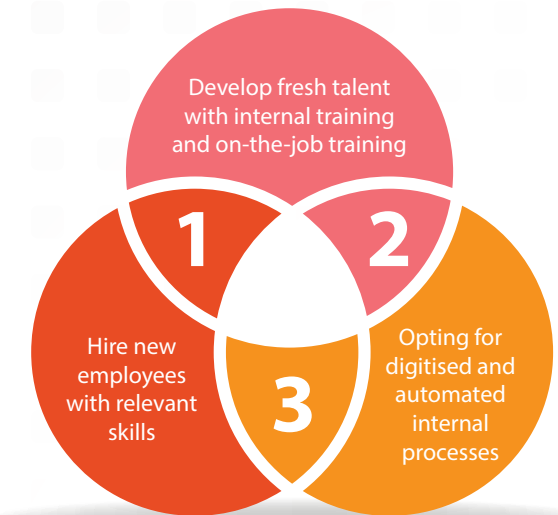 Develop fresh talent
with internal training
and on-the-job training
1
2
Hire new
employees
with relevant
skills
Opting for
digitised and
automated
internal
processes
3